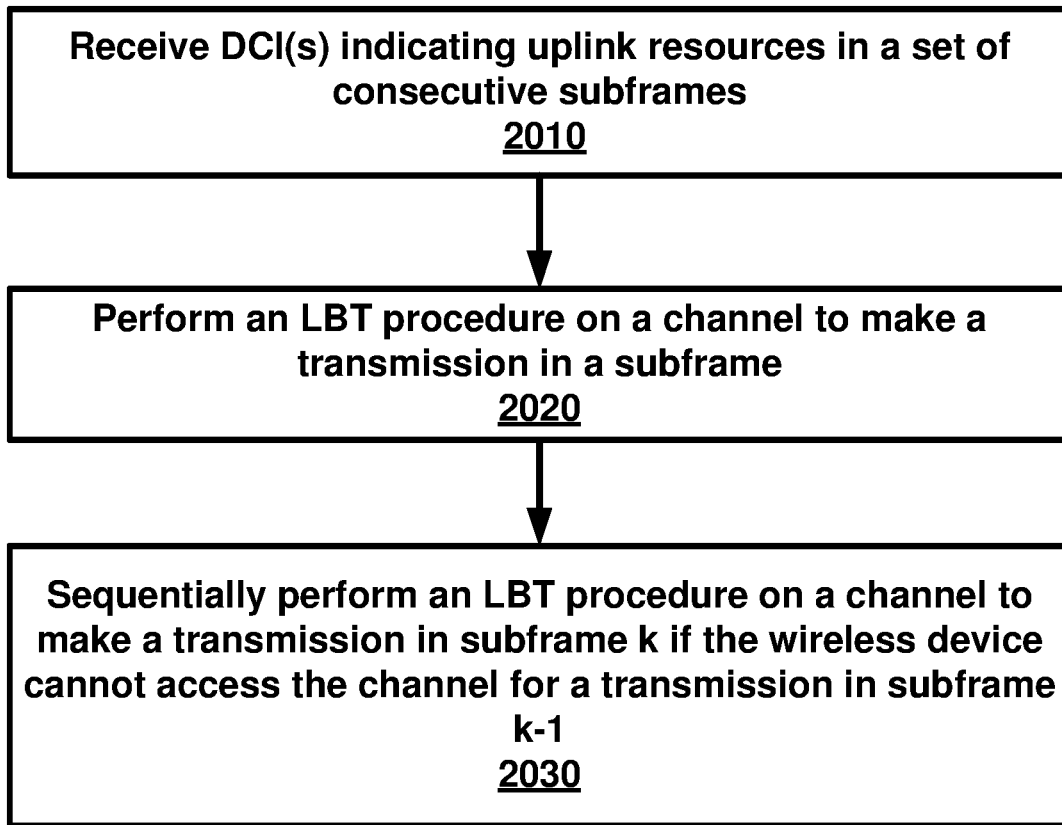 Receive DCI(s) indicating uplink resources in a set of
consecutive subframes
2010
Perform an LBT procedure on a channel to make a
transmission in a subframe
2020
Sequentially perform an LBT procedure on a channel to
make a transmission in subframe k if the wireless device
cannot access the channel for a transmission in subframe
k-1
2030